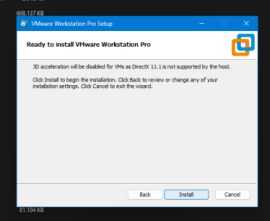 608.137 KB
VMware Workstation Pro Setup
Ready to install VMware Workstation Pro
3D acceleration will be disabled for VMs as DirectX 11.1 is not supported by the host.
Click Install to begin the installation. Click Back to review or change any of your
installation settings. Click Cancel to exit the wizard.
Back Install Cancel
81.104 KB